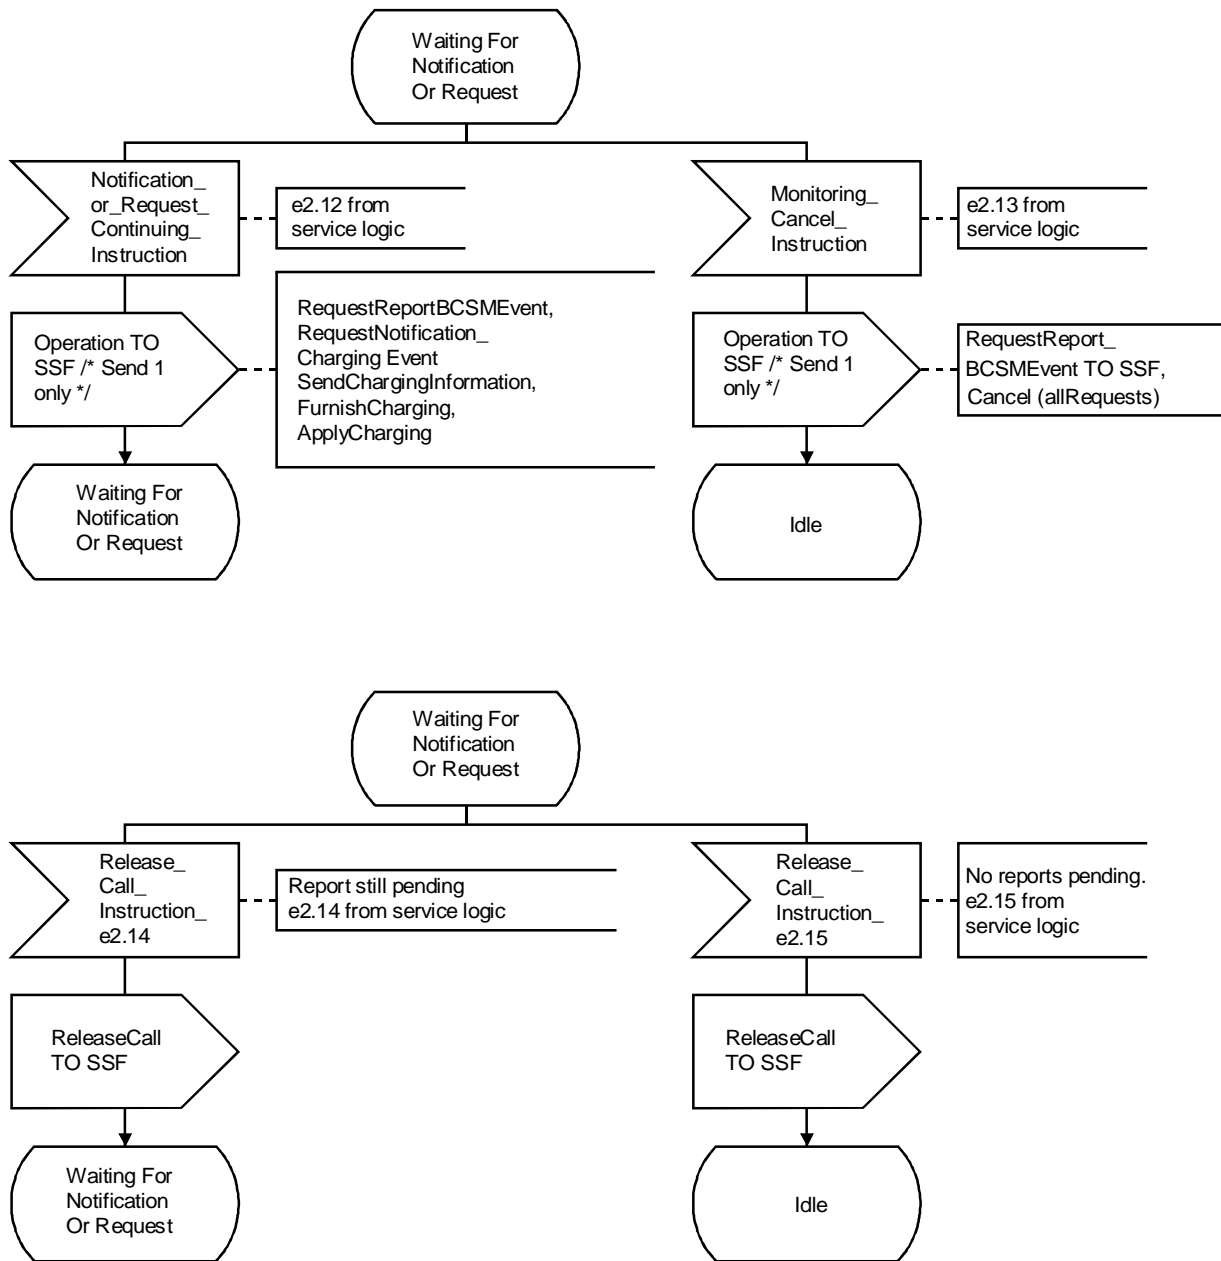 Waiting For
Notification
Or Request
Notification_
or_Request_
Continuing_
Instruction
e2.12 from
service logic
Monitoring_
Cancel_
Instruction
e2.13 from
service logic
Operation TO
SSF /* Send 1
only */
RequestReportBCSMEvent,
RequestNotification_
Charging Event
SendChargingInformation,
FurnishCharging,
ApplyCharging
Operation TO
SSF /* Send 1
only */
RequestReport_
BCSMEvent TO SSF,
Cancel (allRequests)
Waiting For
Notification
Or Request
Idle
Waiting For
Notification
Or Request
Release_
Call_
Instruction_
e2.14
Report still pending
e2.14 from service logic
Release_
Call_
Instruction_
e2.15
No reports pending.
e2.15 from
service logic
ReleaseCall
TO SSF
ReleaseCall
TO SSF
Waiting For
Notification
Or Request
Idle